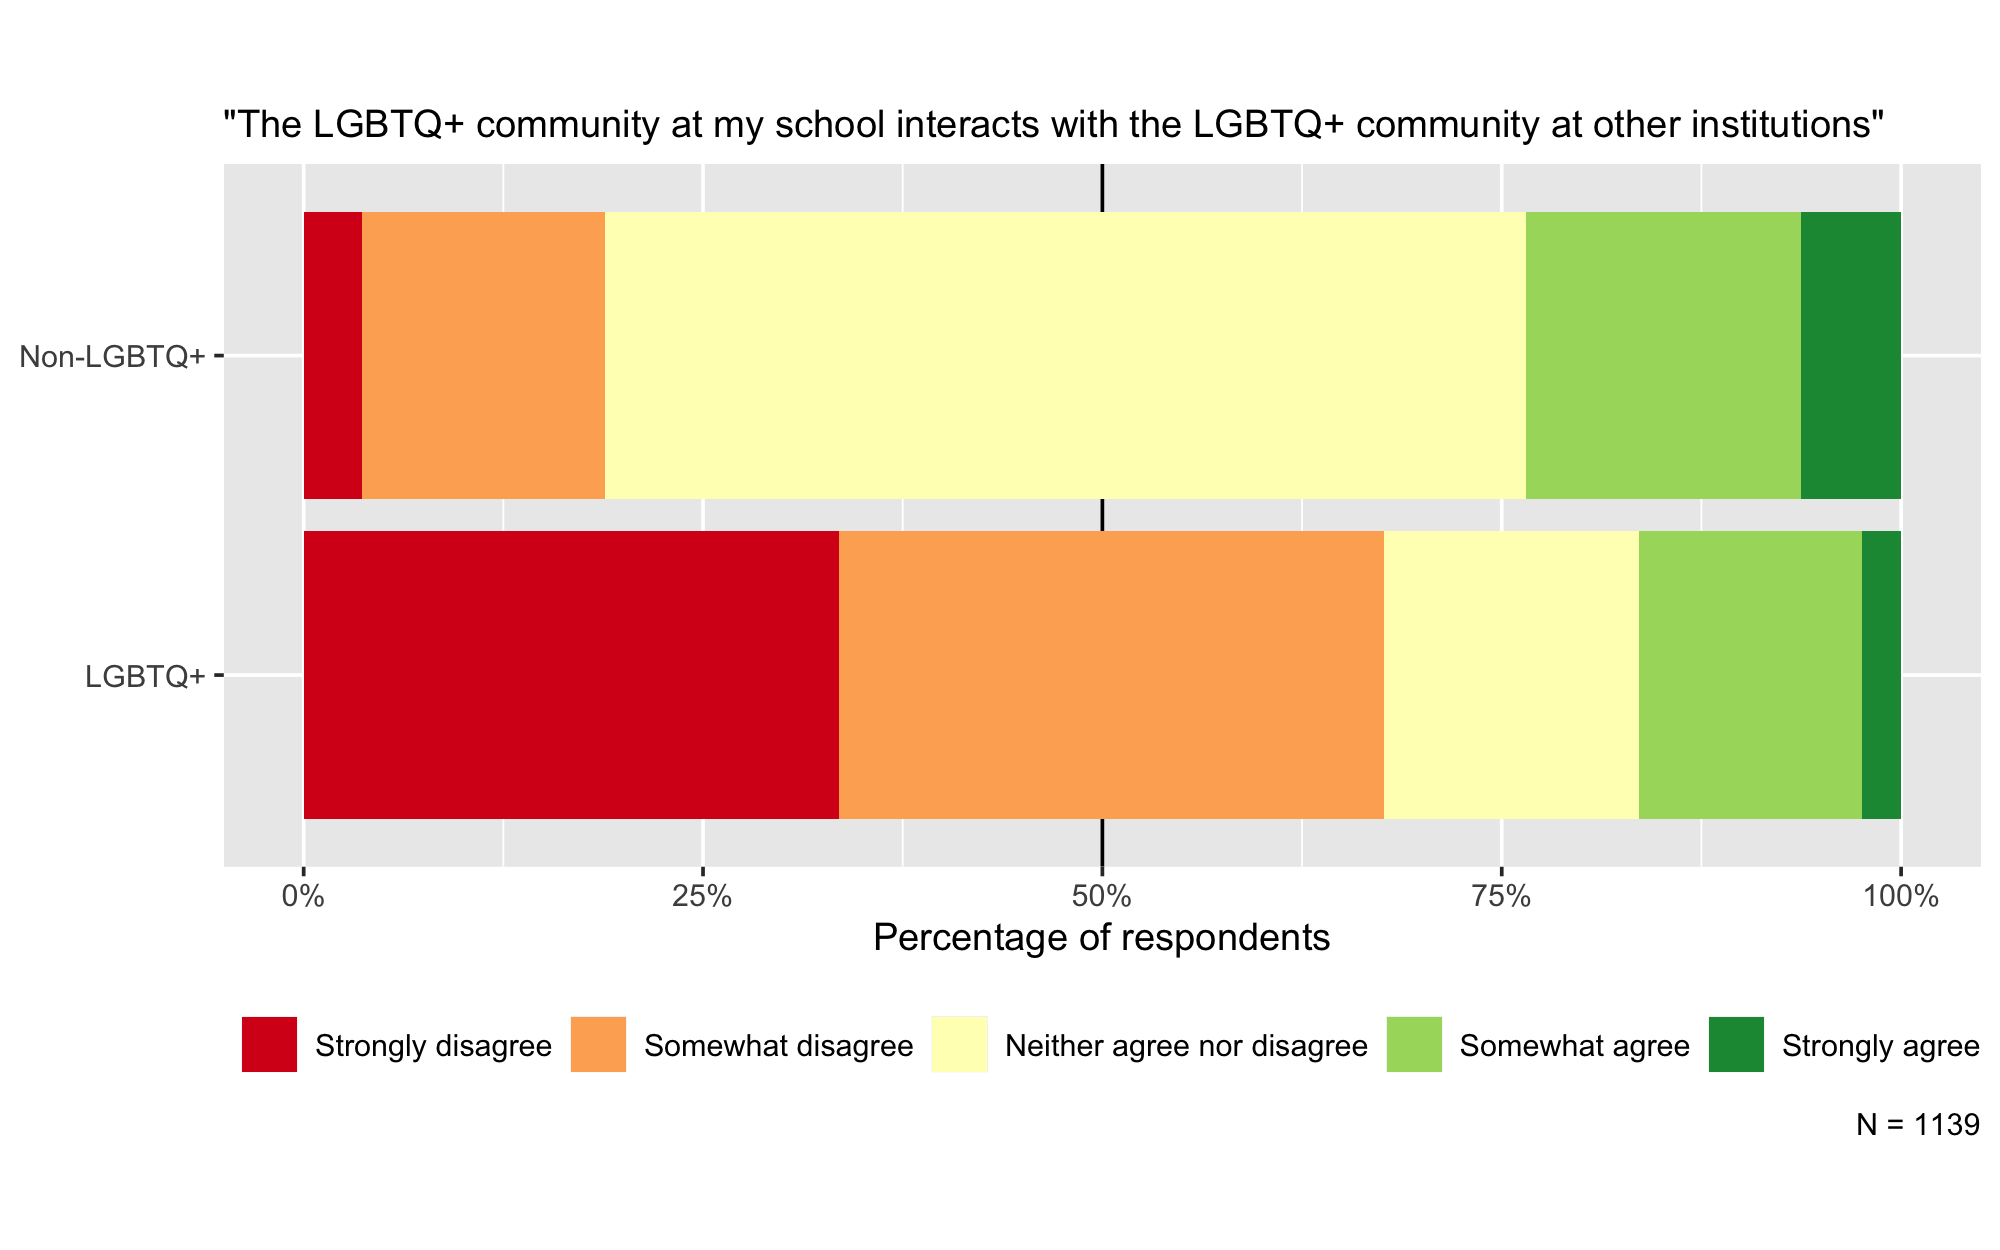 "The LGBTQ+ community at my school interacts with the LGBTQ+ community at other institutions"
Non-LGBTQ+
LGBTQ+
0% 25% 50% 75% 100%
Percentage of respondents
Strongly disagree Somewhat disagree Neither agree nor disagree Somewhat agree Strongly agree
N = 1139